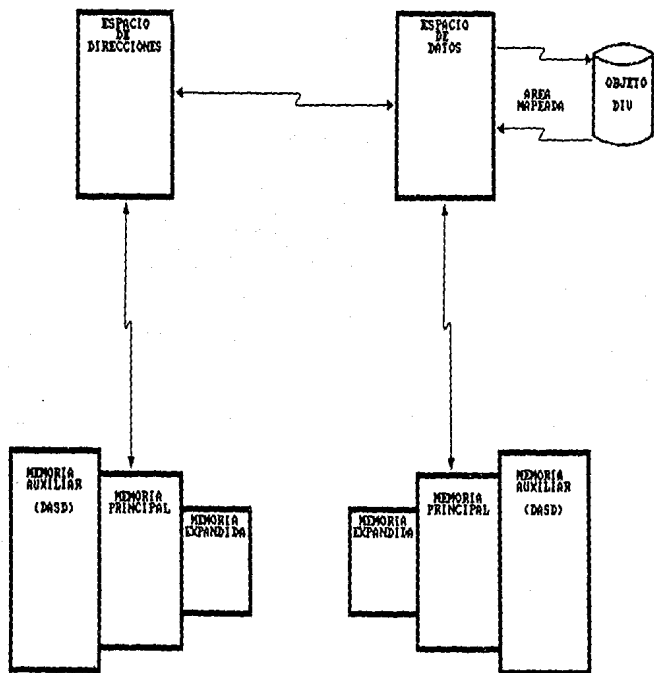 ESPACIO
DE
DIRECCIONES
ESPACIO
DE
DATOS
AREA
MAPEADA
OBJETO
DIV
MEMORIA
AUXILIAR
(DASD)
MEMORIA
PRINCIPAL
MEMORIA
EXPANDIDA
MEMORIA
EXPANDIDA
MEMORIA
PRINCIPAL
MEMORIA
AUXILIAR
(DASD)